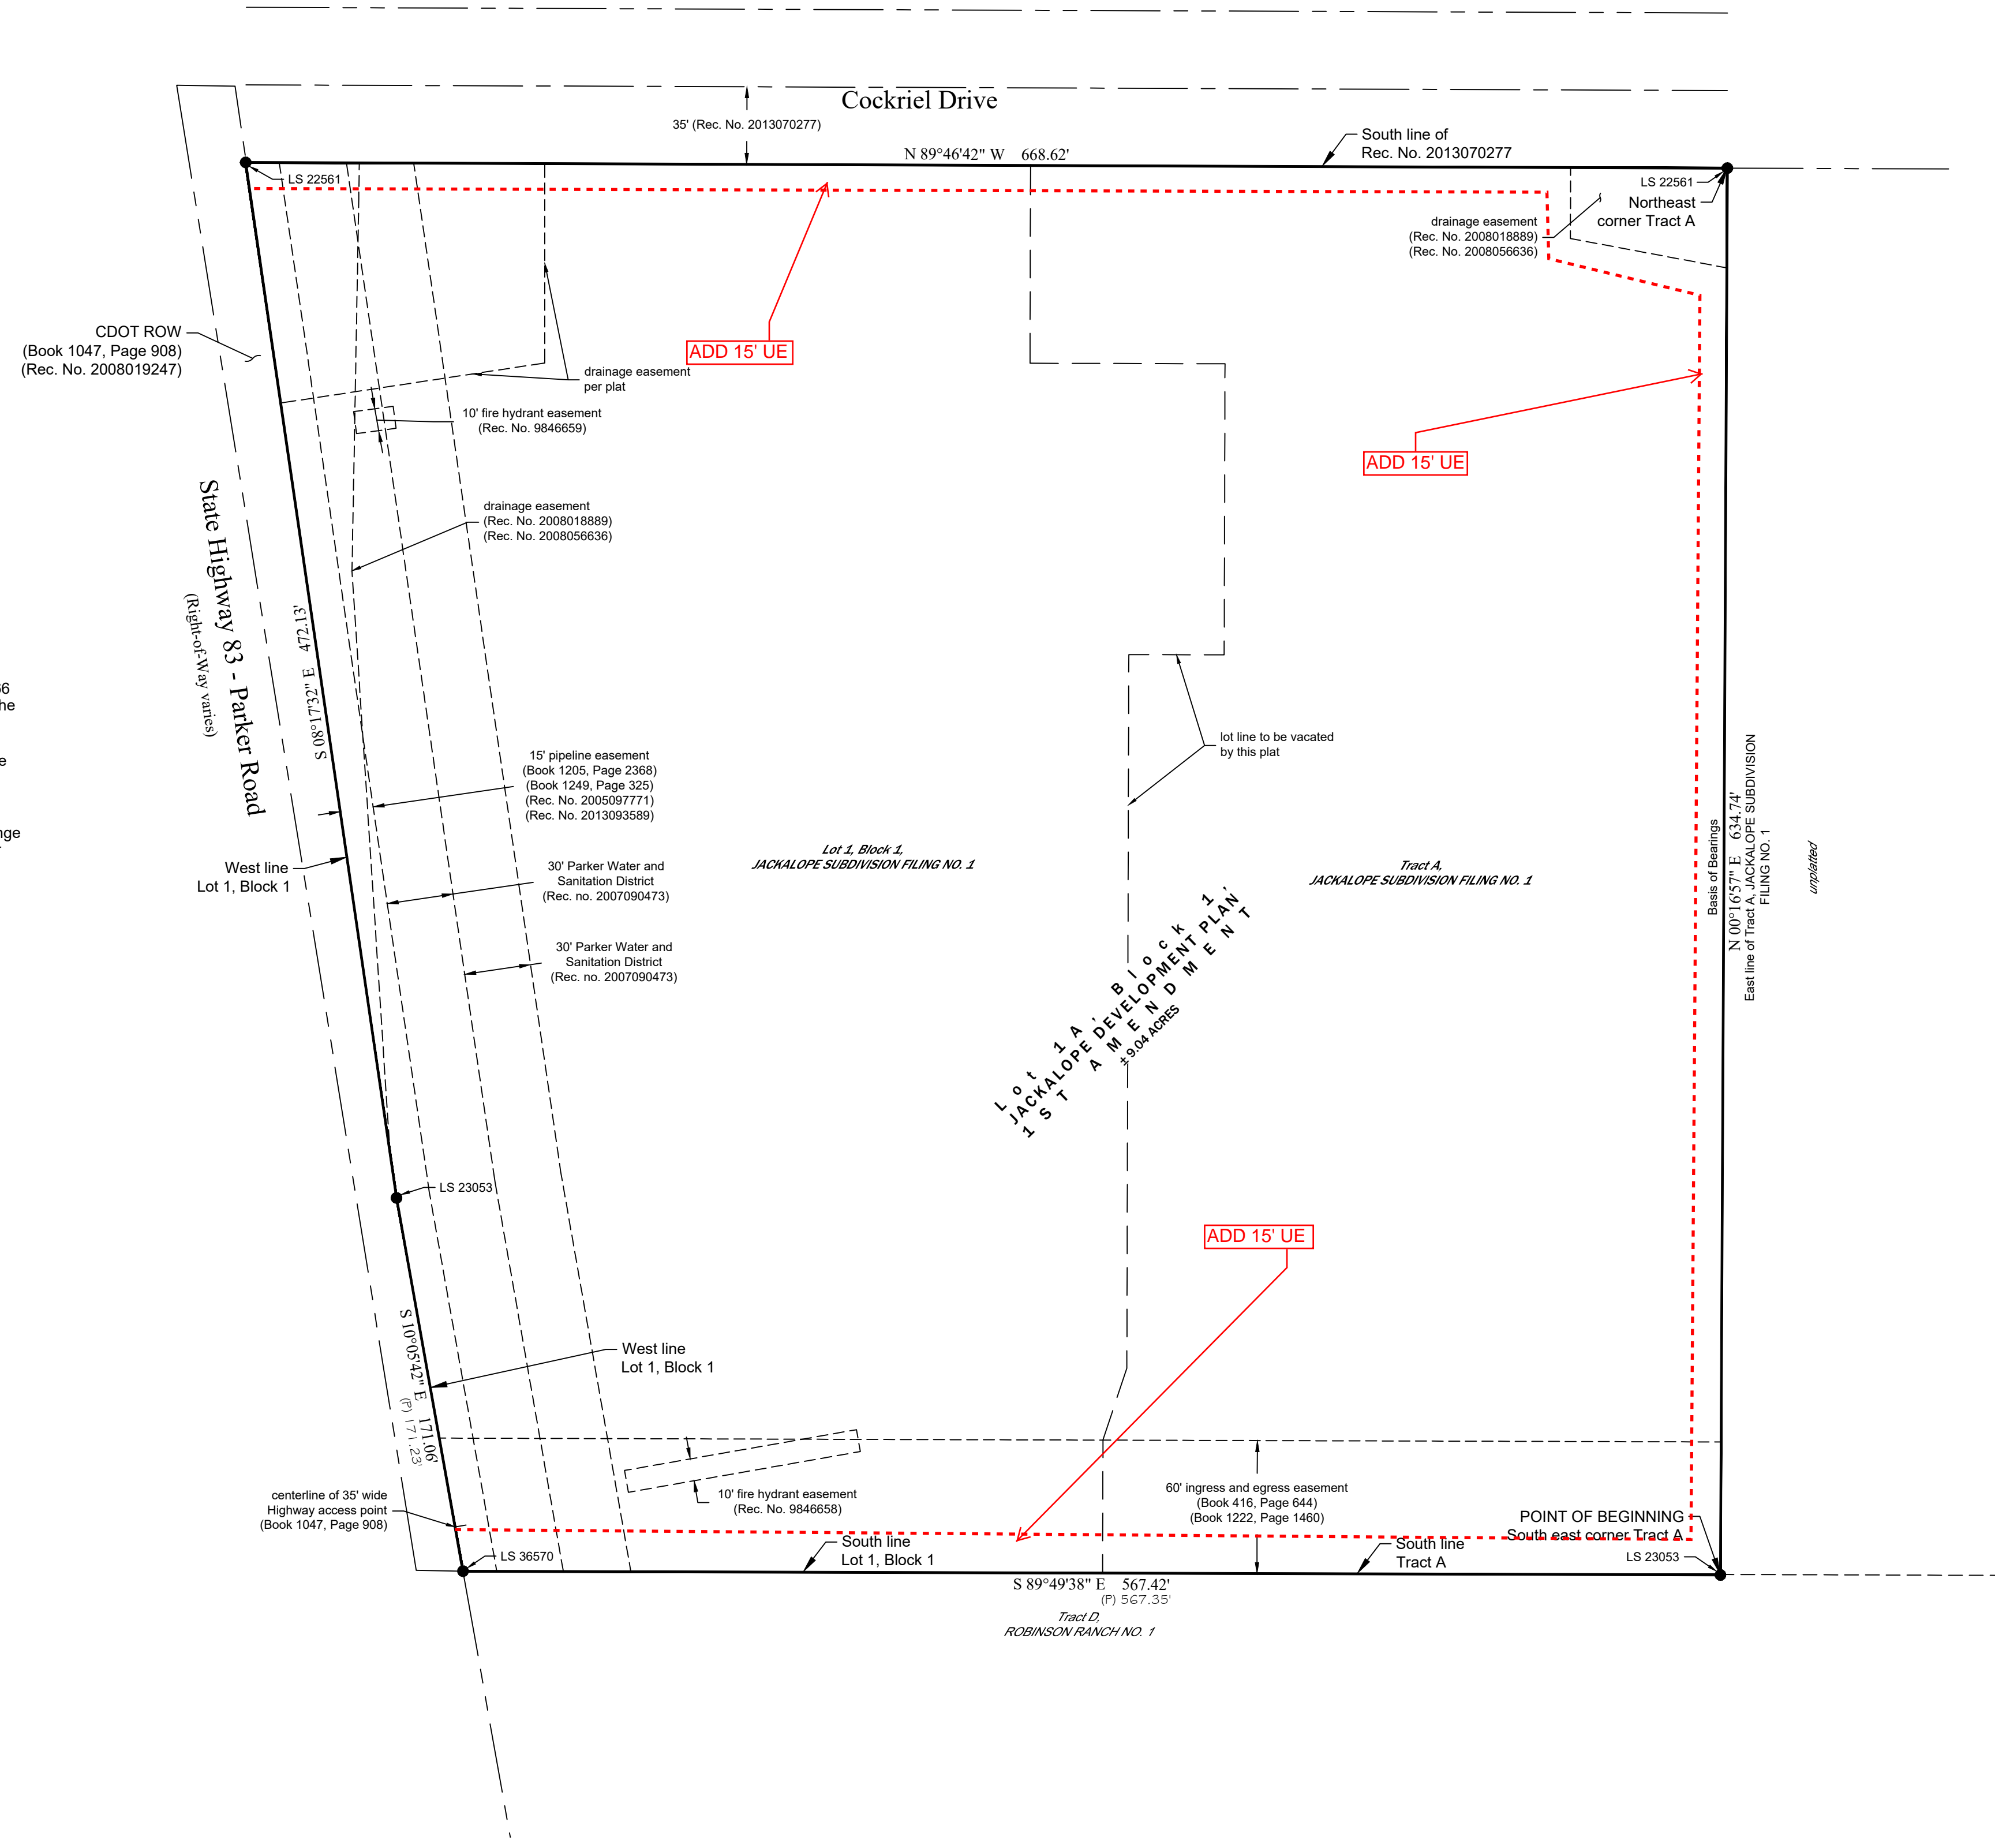 Cockriel Drive
35' (Rec. No. 2013070277)
N 89°46'42" W 668.62'
South line of
Rec. No. 2013070277
LS 22561
LS 22561
Northeast
corner Tract A
drainage easement
(Rec. No. 2008018889)
(Rec. No. 2008056636)
CDOT ROW
(Book 1047, Page 908)
(Rec. No. 2008019247)
ADD 15' UE
drainage easement
per plat
10' fire hydrant easement
(Rec. No. 9846659)
ADD 15' UE
drainage easement
(Rec. No. 2008018889)
(Rec. No. 2008056636)
State Highway 83 - Parker Road
(Right-of-Way varies)
S 08°17'32" E 472.13'
lot line to be vacated
by this plat
15' pipeline easement
(Book 1205, Page 2368)
(Book 1249, Page 325)
(Rec. No. 2005097771)
(Rec. No. 2013093589)
West line
Lot 1, Block 1
30' Parker Water and
Sanitation District
(Rec. no. 2007090473)
30' Parker Water and
Sanitation District
(Rec. no. 2007090473)
Lot 1, Block 1,
JACKALOPE SUBDIVISION FILING NO. 1
Tract A,
JACKALOPE SUBDIVISION FILING NO. 1
Basis of Bearings
N 00°16'57" E 634.74'
East line of Tract A, JACKALOPE SUBDIVISION
FILING NO. 1
unplatted
Lot 1A, Block 1,
JACKALOPE DEVELOPMENT PLAN
1ST AMENDMENT
± 9.04 ACRES
LS 23053
ADD 15' UE
S 10°05'42" E 171.06'
(P) 171.23'
West line
Lot 1, Block 1
centerline of 35' wide
Highway access point
(Book 1047, Page 908)
10' fire hydrant easement
(Rec. No. 9846658)
60' ingress and egress easement
(Book 416, Page 644)
(Book 1222, Page 1460)
POINT OF BEGINNING
South east corner Tract A
LS 36570
South line
Lot 1, Block 1
South line
Tract A
LS 23053
S 89°49'38" E 567.42'
(P) 567.35'
Tract D,
ROBINSON RANCH NO. 1